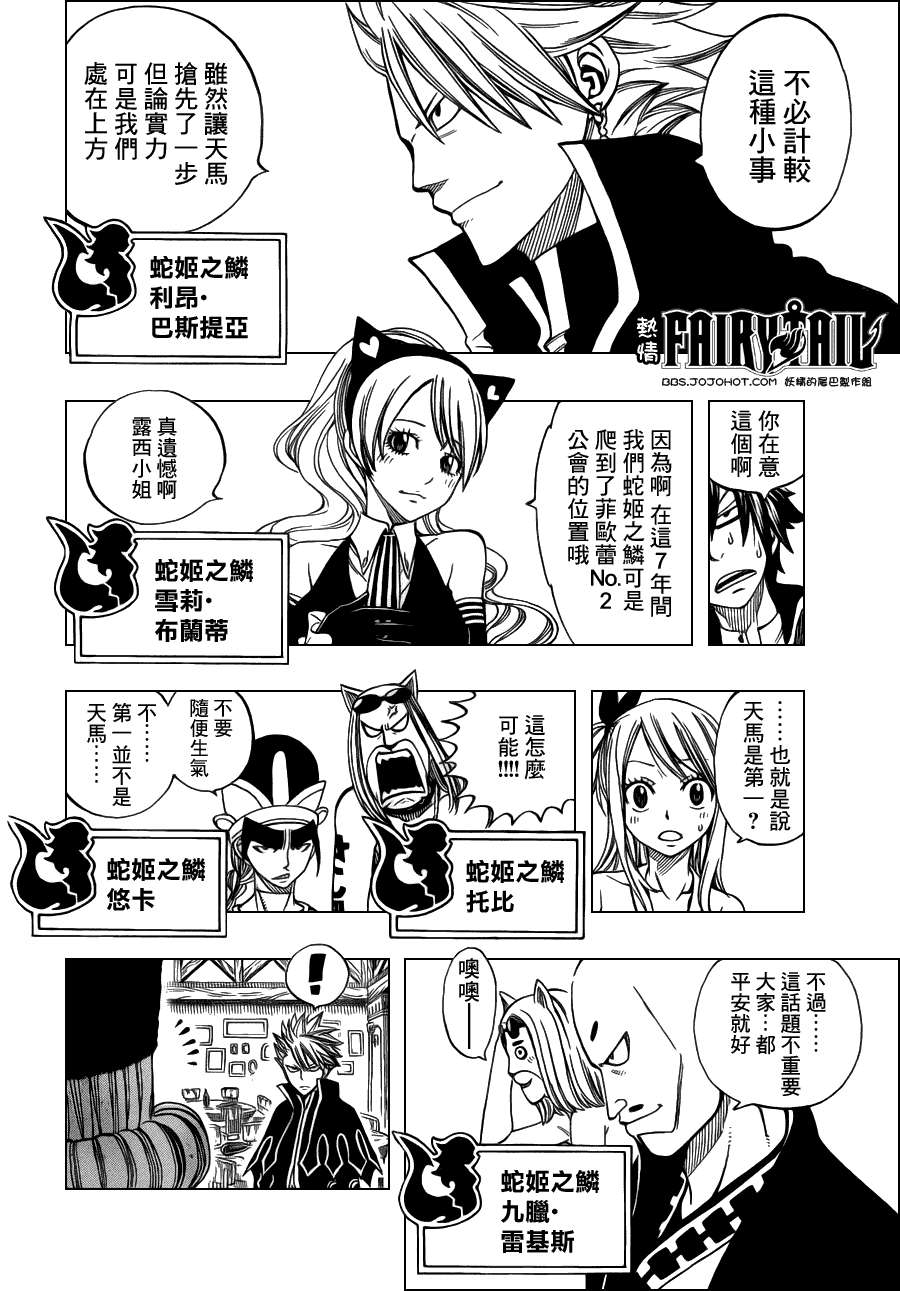 不必計較
這種小事
雖然讓天馬
搶先了一步
但論實力
可是我們
處在上方
蛇姬之鱗
利昂·
巴斯提亞
熱情
FAIRY TAIL
BBS.JOJOHOT.COM 妖精的尾巴製作組
你在意
這個啊
因為啊 在這7年間
我們蛇姬之鱗可是
爬到了菲歐蕾No.2
公會的位置哦
真遺憾啊
露西小姐
蛇姬之鱗
雪莉·
布蘭蒂
……也就是說
天馬是第一?
這怎麼
可能!!!!
不要
隨便生氣
不……
第一並不是
天馬……
蛇姬之鱗
托比
蛇姬之鱗
悠卡
不過……
這話題不重要
大家…都
平安就好
噢噢—
蛇姬之鱗
九臘·
雷基斯
!